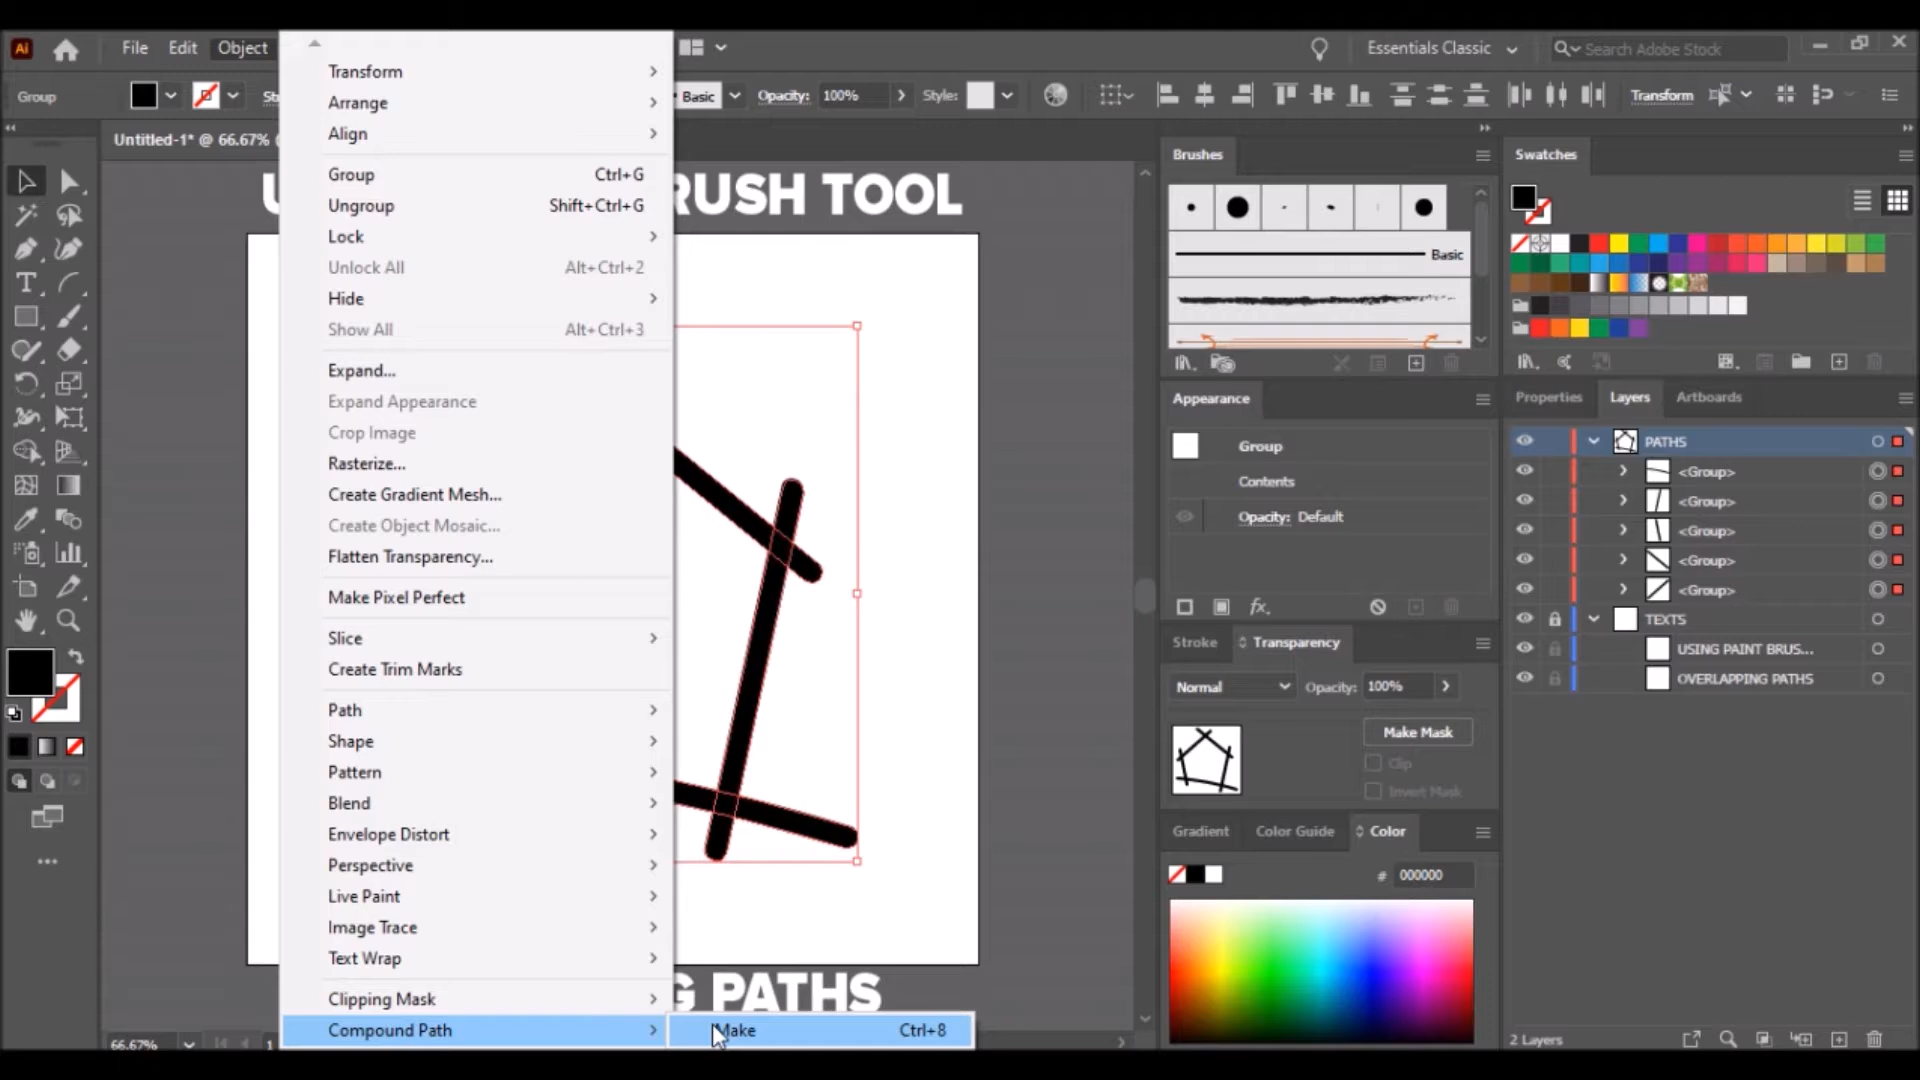 Ai File Edit Object Essentials Classic Search Adobe Stock
Group Basic Opacity: 100% Style: Transform
Untitled-1* @ 66.67%
RUSH TOOL
G PATHS
Transform
Arrange
Align
Group Ctrl+G
Ungroup Shift+Ctrl+G
Lock
Unlock All Alt+Ctrl+2
Hide
Show All Alt+Ctrl+3
Expand...
Expand Appearance
Crop Image
Rasterize...
Create Gradient Mesh...
Create Object Mosaic...
Flatten Transparency...
Make Pixel Perfect
Slice
Create Trim Marks
Path
Shape
Pattern
Blend
Envelope Distort
Perspective
Live Paint
Image Trace
Text Wrap
Clipping Mask
Compound Path
Make Ctrl+8
66.67% 1
Brushes
Basic
Appearance
Group
Contents
Opacity: Default
fx.
Stroke Transparency
Normal Opacity: 100%
Make Mask
Clip
Invert Mask
Gradient Color Guide Color
# 000000
Swatches
Properties Layers Artboards
PATHS
<Group>
<Group>
<Group>
<Group>
<Group>
TEXTS
USING PAINT BRUS...
OVERLAPPING PATHS
2 Layers